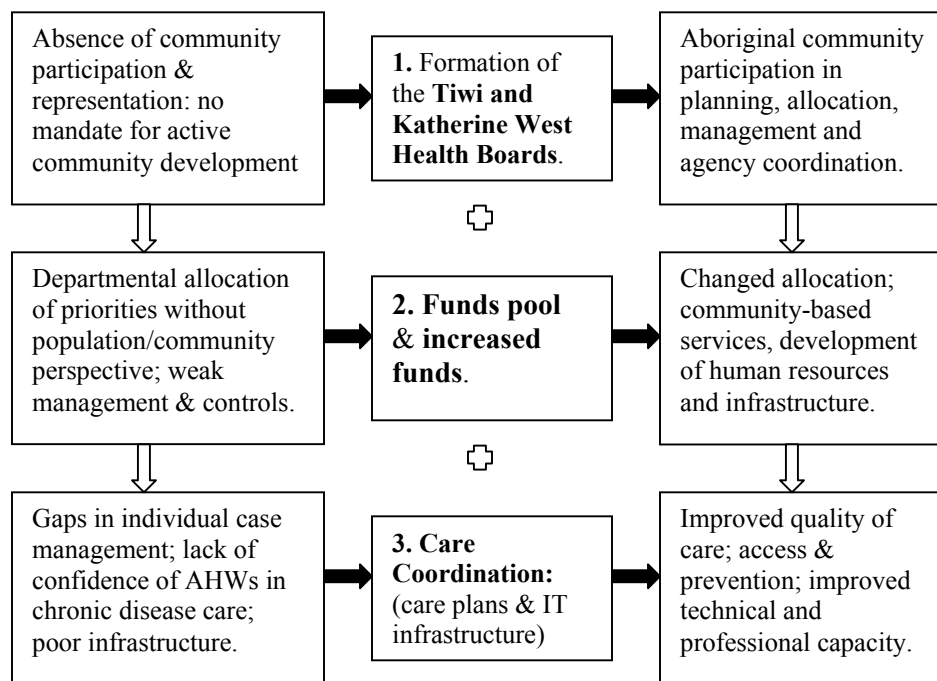 Absence of community
participation &
representation: no
mandate for active
community development
1. Formation of
the Tiwi and
Katherine West
Health Boards.
Aboriginal community
participation in
planning, allocation,
management and
agency coordination.
Departmental allocation
of priorities without
population/community
perspective; weak
management & controls.
2. Funds pool
& increased
funds.
Changed allocation;
community-based
services, development
of human resources
and infrastructure.
Gaps in individual case
management; lack of
confidence of AHWs in
chronic disease care;
poor infrastructure.
3. Care
Coordination:
(care plans & IT
infrastructure)
Improved quality of
care; access &
prevention; improved
technical and
professional capacity.